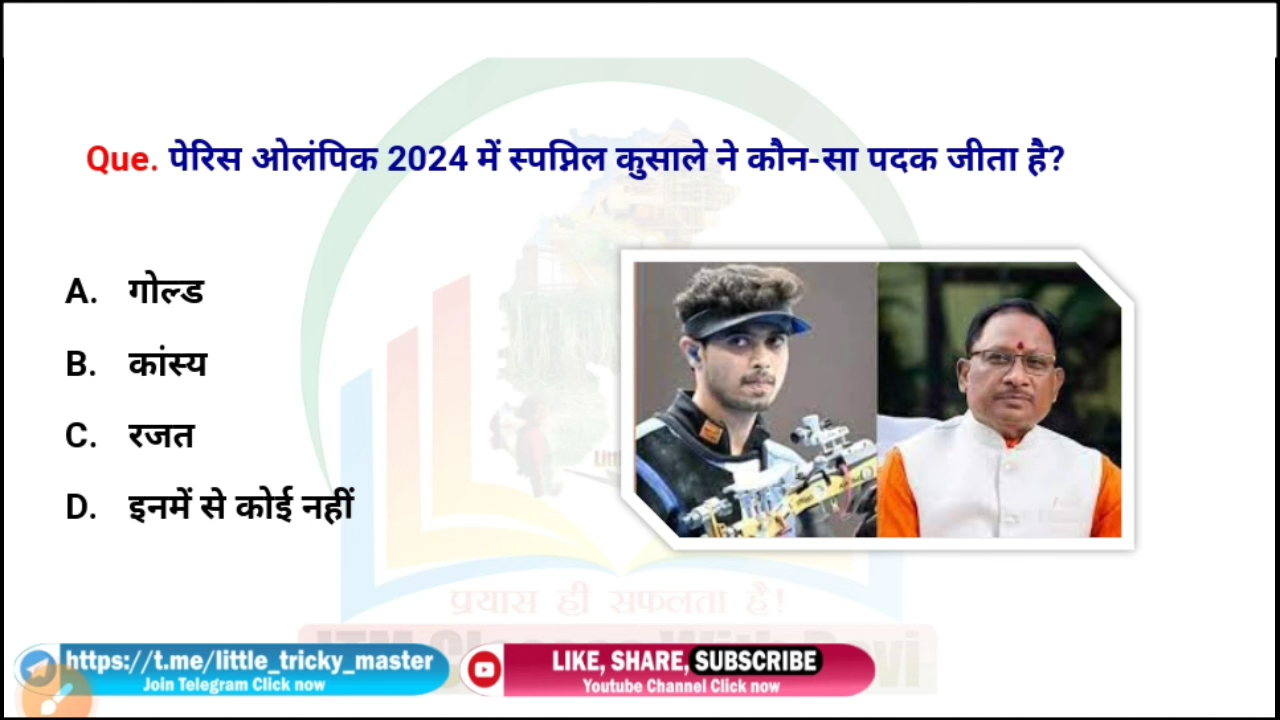 Que. पेरिस ओलंपिक 2024 में स्पप्निल कुसाले ने कौन-सा पदक जीता है?
A. गोल्ड
B. कांस्य
C. रजत
D. इनमें से कोई नहीं
प्रयास ही सफलता है!
https://t.me/little_tricky_master
Join Telegram Click now
LIKE, SHARE, SUBSCRIBE
Youtube Channel Click now